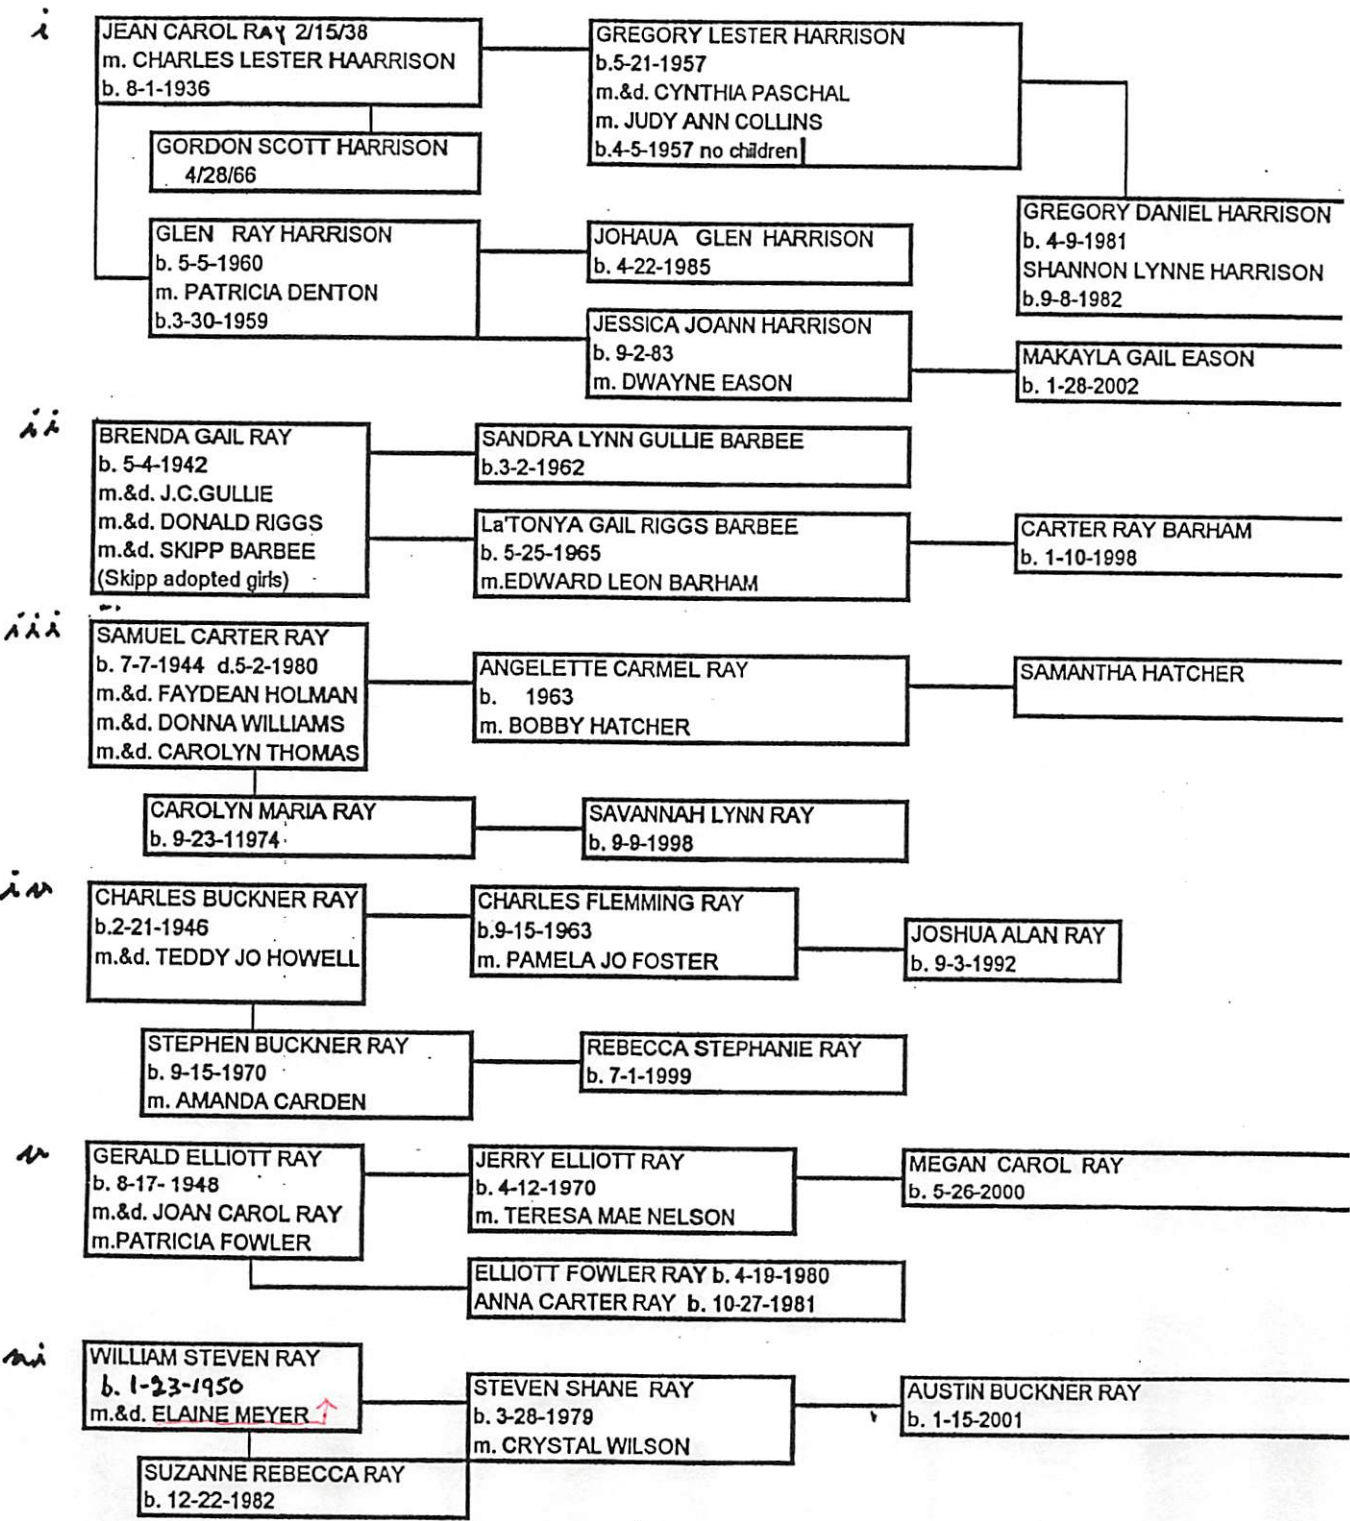 i
JEAN CAROL RAY 2/15/38
m. CHARLES LESTER HAARRISON
b. 8-1-1936
GREGORY LESTER HARRISON
b.5-21-1957
m.&d. CYNTHIA PASCHAL
m. JUDY ANN COLLINS
b.4-5-1957 no children
GORDON SCOTT HARRISON
4/28/66
GREGORY DANIEL HARRISON
b. 4-9-1981
SHANNON LYNNE HARRISON
b.9-8-1982
GLEN RAY HARRISON
b. 5-5-1960
m. PATRICIA DENTON
b.3-30-1959
JOHAUA GLEN HARRISON
b. 4-22-1985
JESSICA JOANN HARRISON
b. 9-2-83
m. DWAYNE EASON
MAKAYLA GAIL EASON
b. 1-28-2002
ii
BRENDA GAIL RAY
b. 5-4-1942
m.&d. J.C.GULLIE
m.&d. DONALD RIGGS
m.&d. SKIPP BARBEE
(Skipp adopted girls)
SANDRA LYNN GULLIE BARBEE
b.3-2-1962
La'TONYA GAIL RIGGS BARBEE
b. 5-25-1965
m.EDWARD LEON BARHAM
CARTER RAY BARHAM
b. 1-10-1998
iii
SAMUEL CARTER RAY
b. 7-7-1944 d.5-2-1980
m.&d. FAYDEAN HOLMAN
m.&d. DONNA WILLIAMS
m.&d. CAROLYN THOMAS
ANGELETTE CARMEL RAY
b. 1963
m. BOBBY HATCHER
SAMANTHA HATCHER
CAROLYN MARIA RAY
b. 9-23-11974
SAVANNAH LYNN RAY
b. 9-9-1998
iv
CHARLES BUCKNER RAY
b.2-21-1946
m.&d. TEDDY JO HOWELL
CHARLES FLEMMING RAY
b.9-15-1963
m. PAMELA JO FOSTER
JOSHUA ALAN RAY
b. 9-3-1992
STEPHEN BUCKNER RAY
b. 9-15-1970
m. AMANDA CARDEN
REBECCA STEPHANIE RAY
b. 7-1-1999
v
GERALD ELLIOTT RAY
b. 8-17- 1948
m.&d. JOAN CAROL RAY
m.PATRICIA FOWLER
JERRY ELLIOTT RAY
b. 4-12-1970
m. TERESA MAE NELSON
MEGAN CAROL RAY
b. 5-26-2000
ELLIOTT FOWLER RAY b. 4-19-1980
ANNA CARTER RAY b. 10-27-1981
vi
WILLIAM STEVEN RAY
b. 1-23-1950
m.&d. ELAINE MEYER ↑
STEVEN SHANE RAY
b. 3-28-1979
m. CRYSTAL WILSON
AUSTIN BUCKNER RAY
b. 1-15-2001
SUZANNE REBECCA RAY
b. 12-22-1982